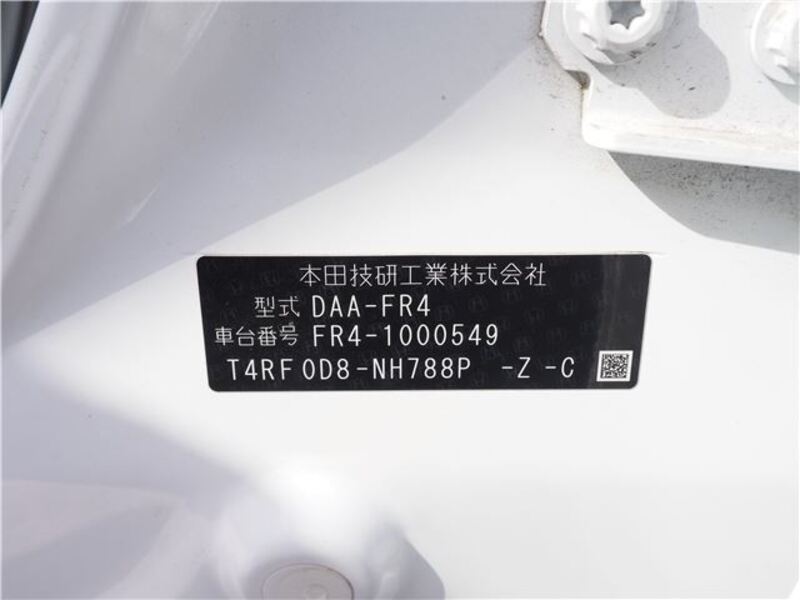 本田技研工業株式会社
型式 DAA-FR4
車台番号 FR4-1000549
T4RF 0D8-NH788P -Z -C